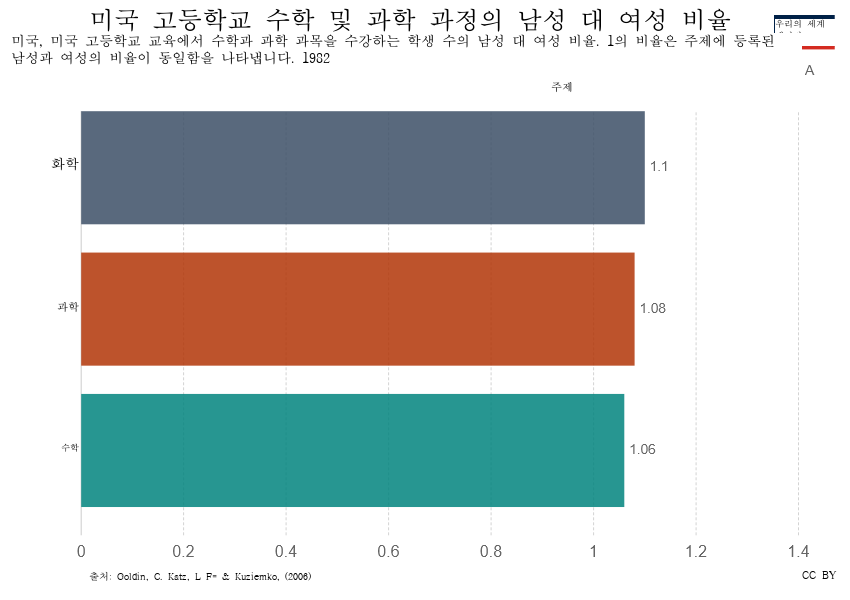 미국 고등학교 수학 및 과학 과정의 남성 대 여성 비율
우리의 세계
미국, 미국 고등학교 교육에서 수학과 과학 과목을 수강하는 학생 수의 남성 대 여성 비율. 1의 비율은 주제에 등록된
남성과 여성의 비율이 동일함을 나타냅니다. 1982
A
주제
화학
1.1
과학
1.08
수학
1.06
0 0.2 0.4 0.6 0.8 1 1.2 1.4
출처: Goldin, C. Katz, L F= & Kuziemko, (2006)
CC BY